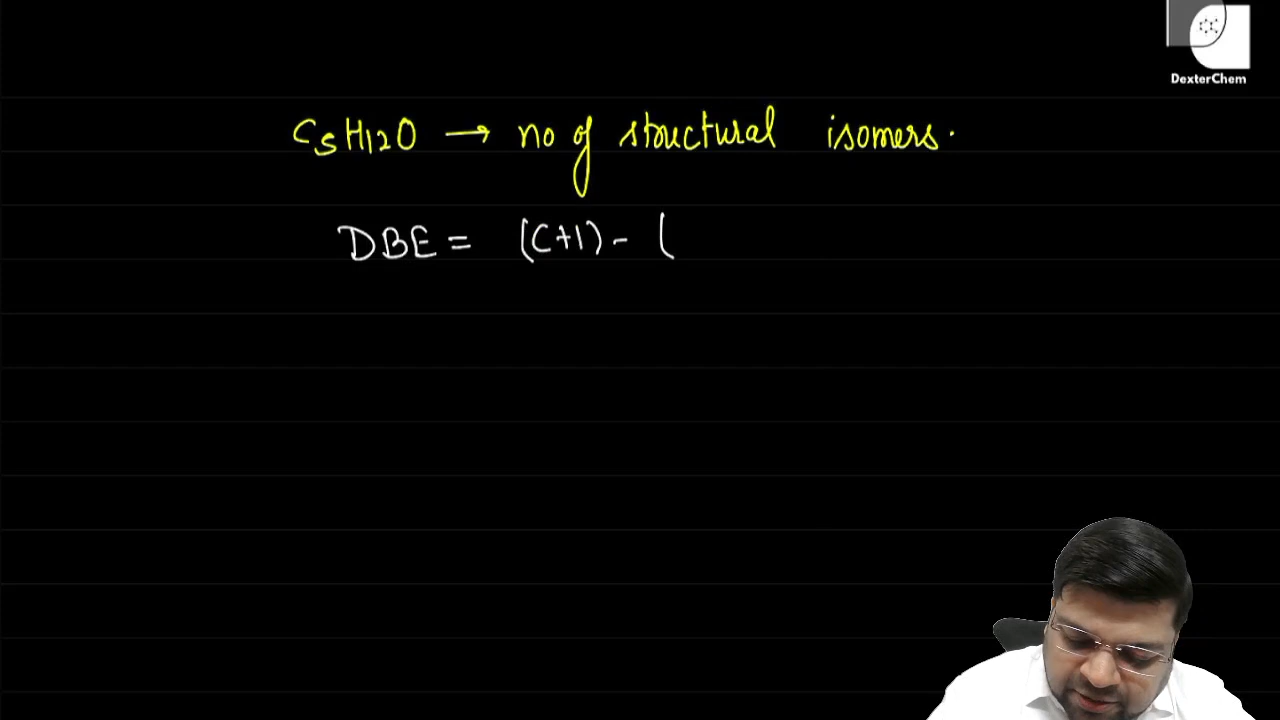 DexterChem
C5H12O → no of structural isomers.
DBE = (C+1) - (